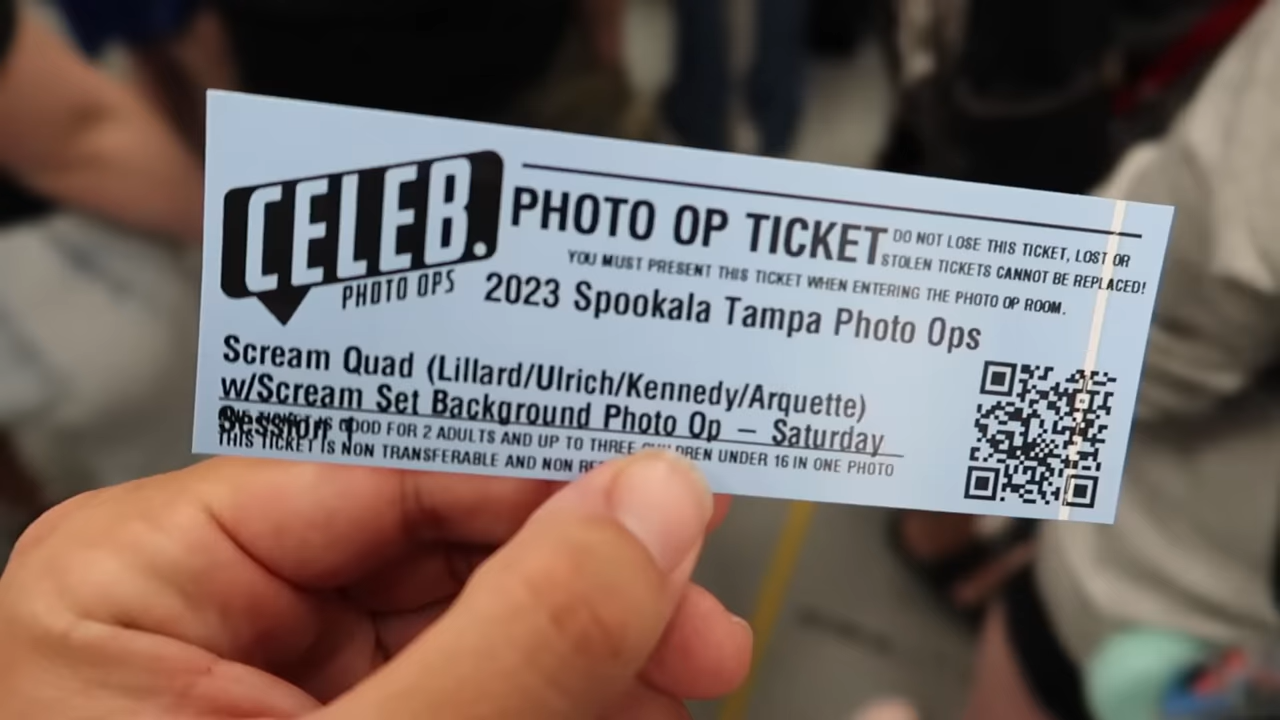 CELEB.
PHOTO OPS
PHOTO OP TICKET
DO NOT LOSE THIS TICKET, LOST OR
STOLEN TICKETS CANNOT BE REPLACED!
YOU MUST PRESENT THIS TICKET WHEN ENTERING THE PHOTO OP ROOM.
2023 Spookala Tampa Photo Ops
Scream Quad (Lillard/Ulrich/Kennedy/Arquette)
w/Scream Set Background Photo Op – Saturday
Session
IS GOOD FOR 2 ADULTS AND UP TO THREE CHILDREN UNDER 16 IN ONE PHOTO
THIS TICKET IS NON TRANSFERABLE AND NON